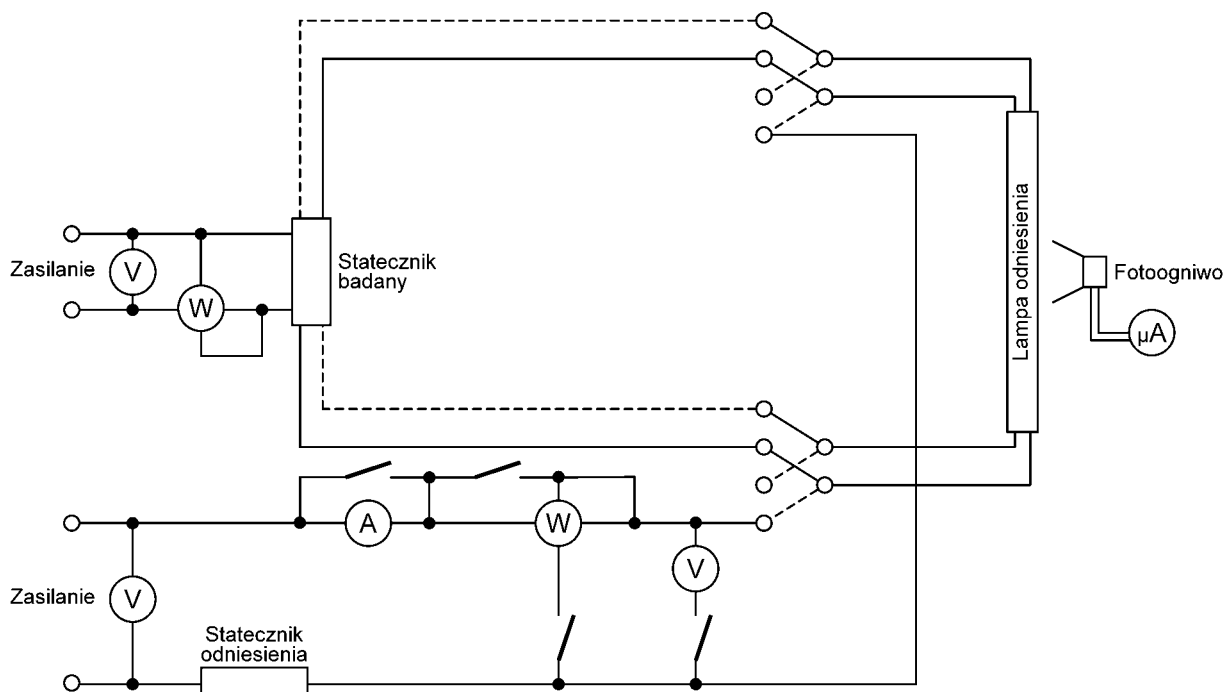 Zasilanie
V
W
Statecznik
badany
Lampa odniesienia
Fotoogniwo
µA
A
W
V
Zasilanie
V
Statecznik
odniesienia